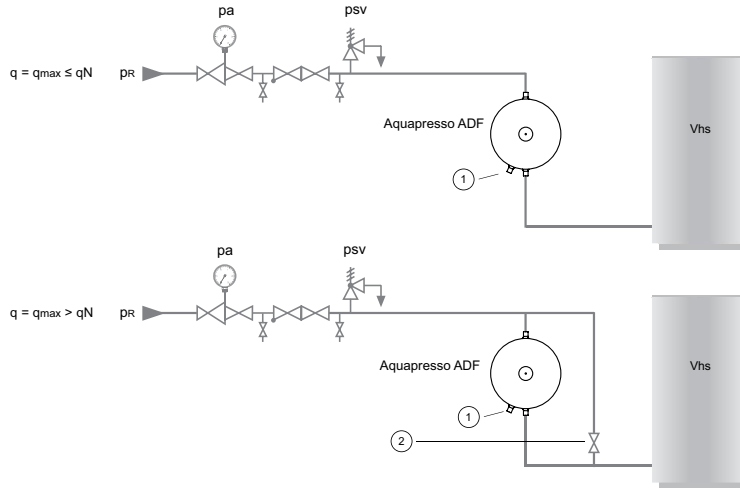 pa
psv
q = qmax ≤ qN
pR
Aquapresso ADF
Vhs
1
pa
psv
q = qmax > qN
pR
Aquapresso ADF
Vhs
1
2